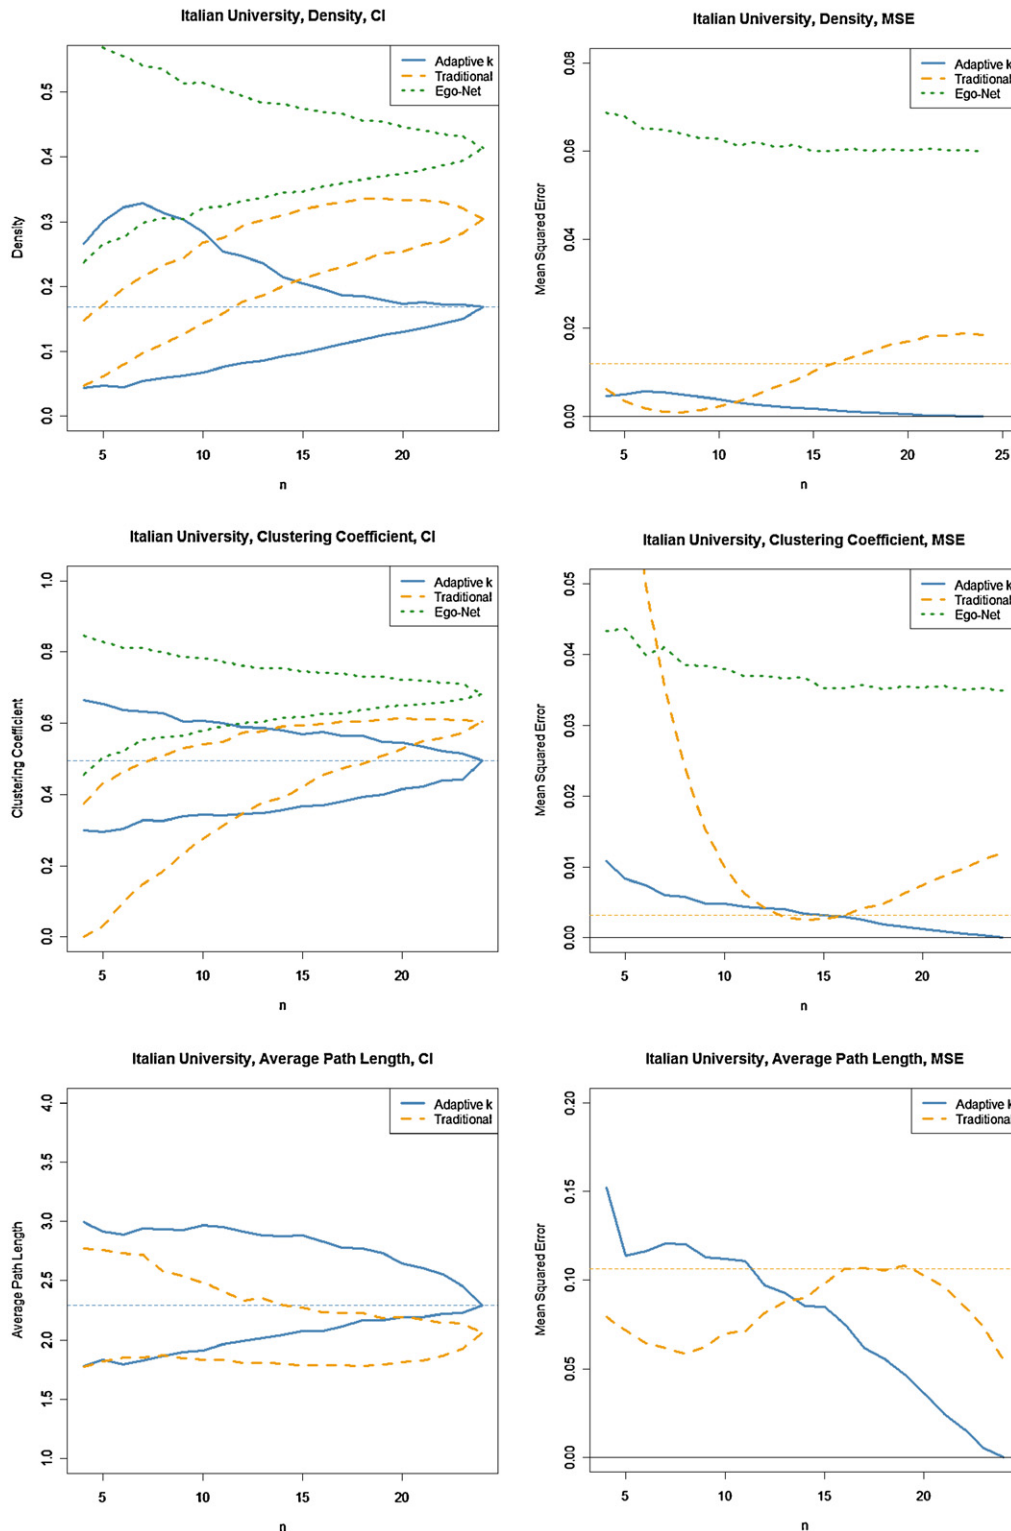 Italian University, Density, CI
Adaptive k
Traditional
Ego-Net
Density
0.5
0.4
0.3
0.2
0.1
0.0
5 10 15 20
n
Italian University, Density, MSE
Adaptive k
Traditional
Ego-Net
Mean Squared Error
0.08
0.06
0.04
0.02
0.00
5 10 15 20 25
n
Italian University, Clustering Coefficient, CI
Adaptive k
Traditional
Ego-Net
Clustering Coefficient
1.0
0.8
0.6
0.4
0.2
0.0
5 10 15 20
n
Italian University, Clustering Coefficient, MSE
Adaptive k
Traditional
Ego-Net
Mean Squared Error
0.05
0.04
0.03
0.02
0.01
0.00
5 10 15 20
n
Italian University, Average Path Length, CI
Adaptive k
Traditional
Average Path Length
4.0
3.5
3.0
2.5
2.0
1.5
1.0
5 10 15 20
n
Italian University, Average Path Length, MSE
Adaptive k
Traditional
Mean Squared Error
0.20
0.15
0.10
0.05
0.00
5 10 15 20
n